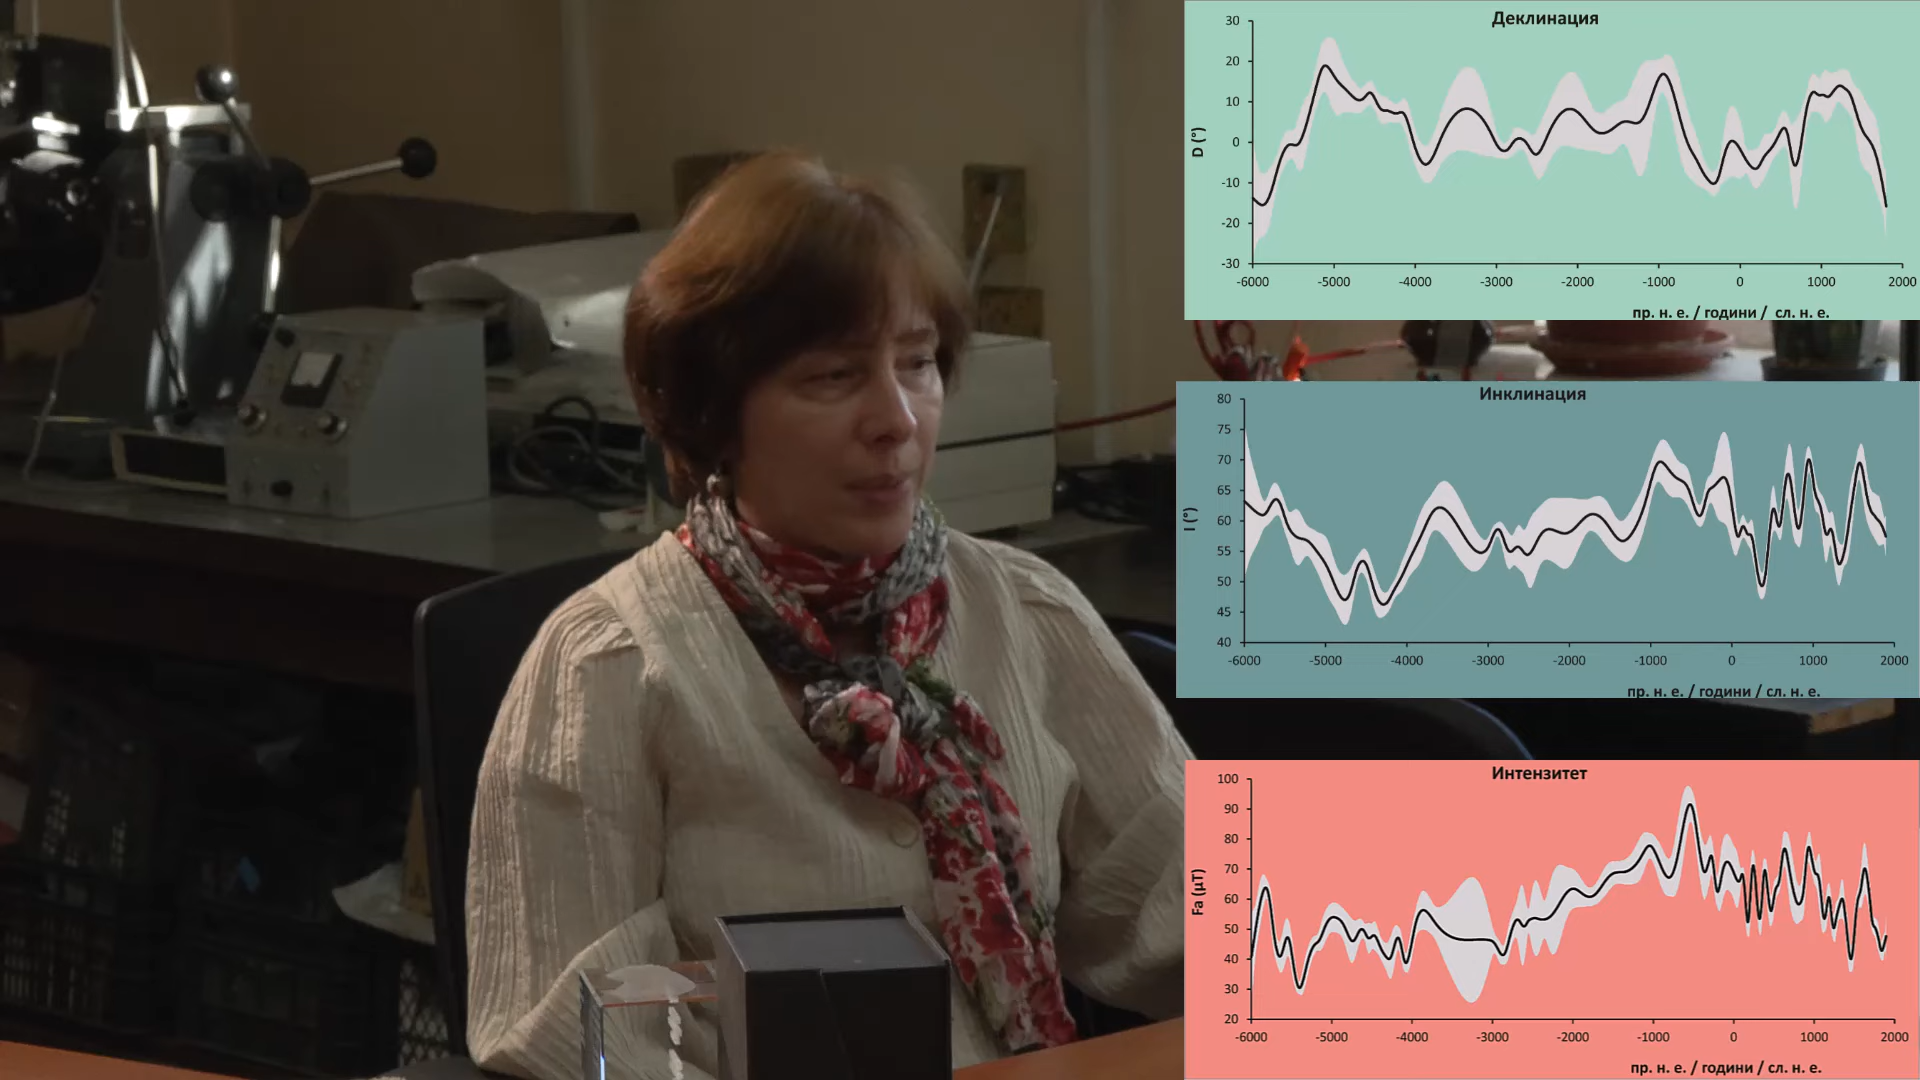 Деклинация
30
20
10
0
-10
-20
-30
D (°)
-6000 -5000 -4000 -3000 -2000 -1000 0 1000 2000
пр. н. е. / години / сл. н. е.
Инклинация
80
75
70
65
60
55
50
45
40
I (°)
-6000 -5000 -4000 -3000 -2000 -1000 0 1000 2000
пр. н. е. / години / сл. н. е.
Интензитет
100
90
80
70
60
50
40
30
20
Fa (μT)
-6000 -5000 -4000 -3000 -2000 -1000 0 1000 2000
пр. н. е. / години / сл. н. е.